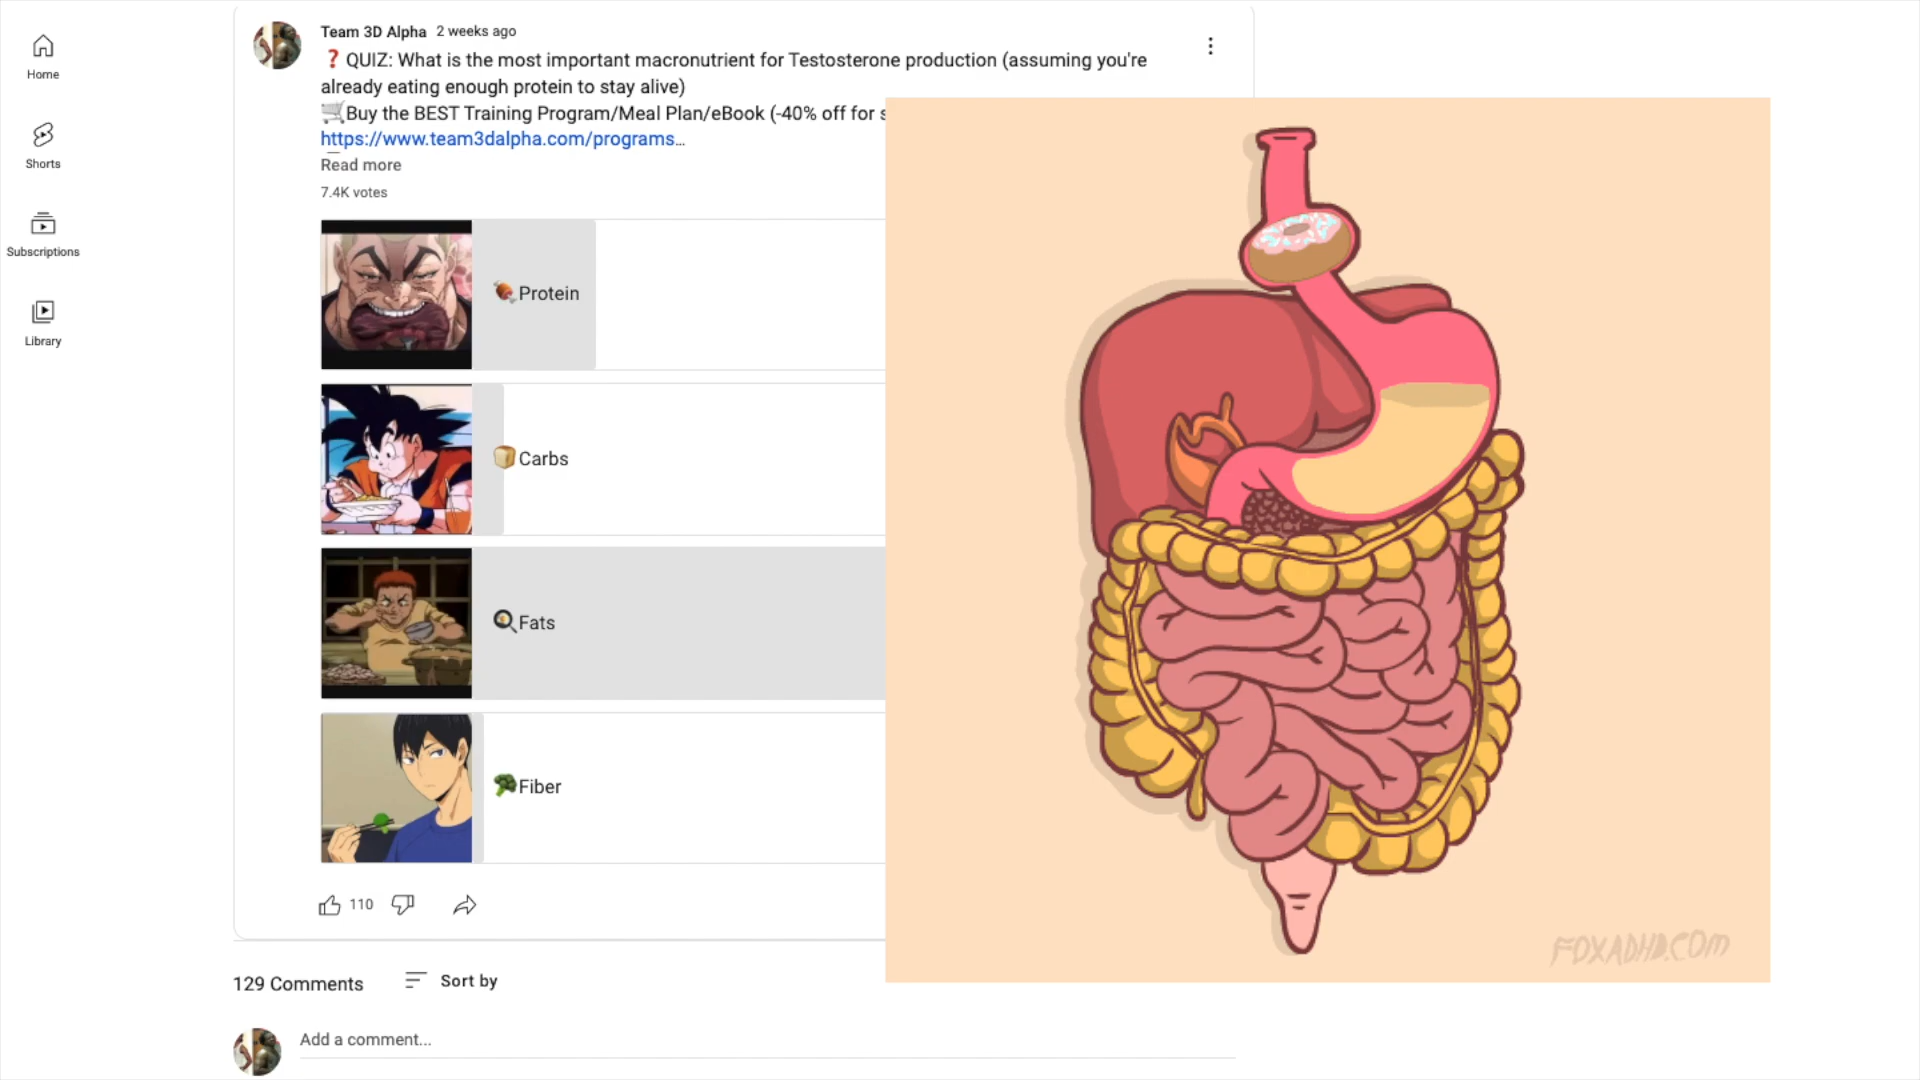 Home
Shorts
Subscriptions
Library
Team 3D Alpha 2 weeks ago
❓ QUIZ: What is the most important macronutrient for Testosterone production (assuming you're
already eating enough protein to stay alive)
🛒Buy the BEST Training Program/Meal Plan/eBook (-40% off for s
https://www.team3dalpha.com/programs…
Read more
7.4K votes
🍖Protein
🍞Carbs
🍳Fats
🥦Fiber
110
129 Comments
Sort by
Add a comment...
FOXADHD.COM